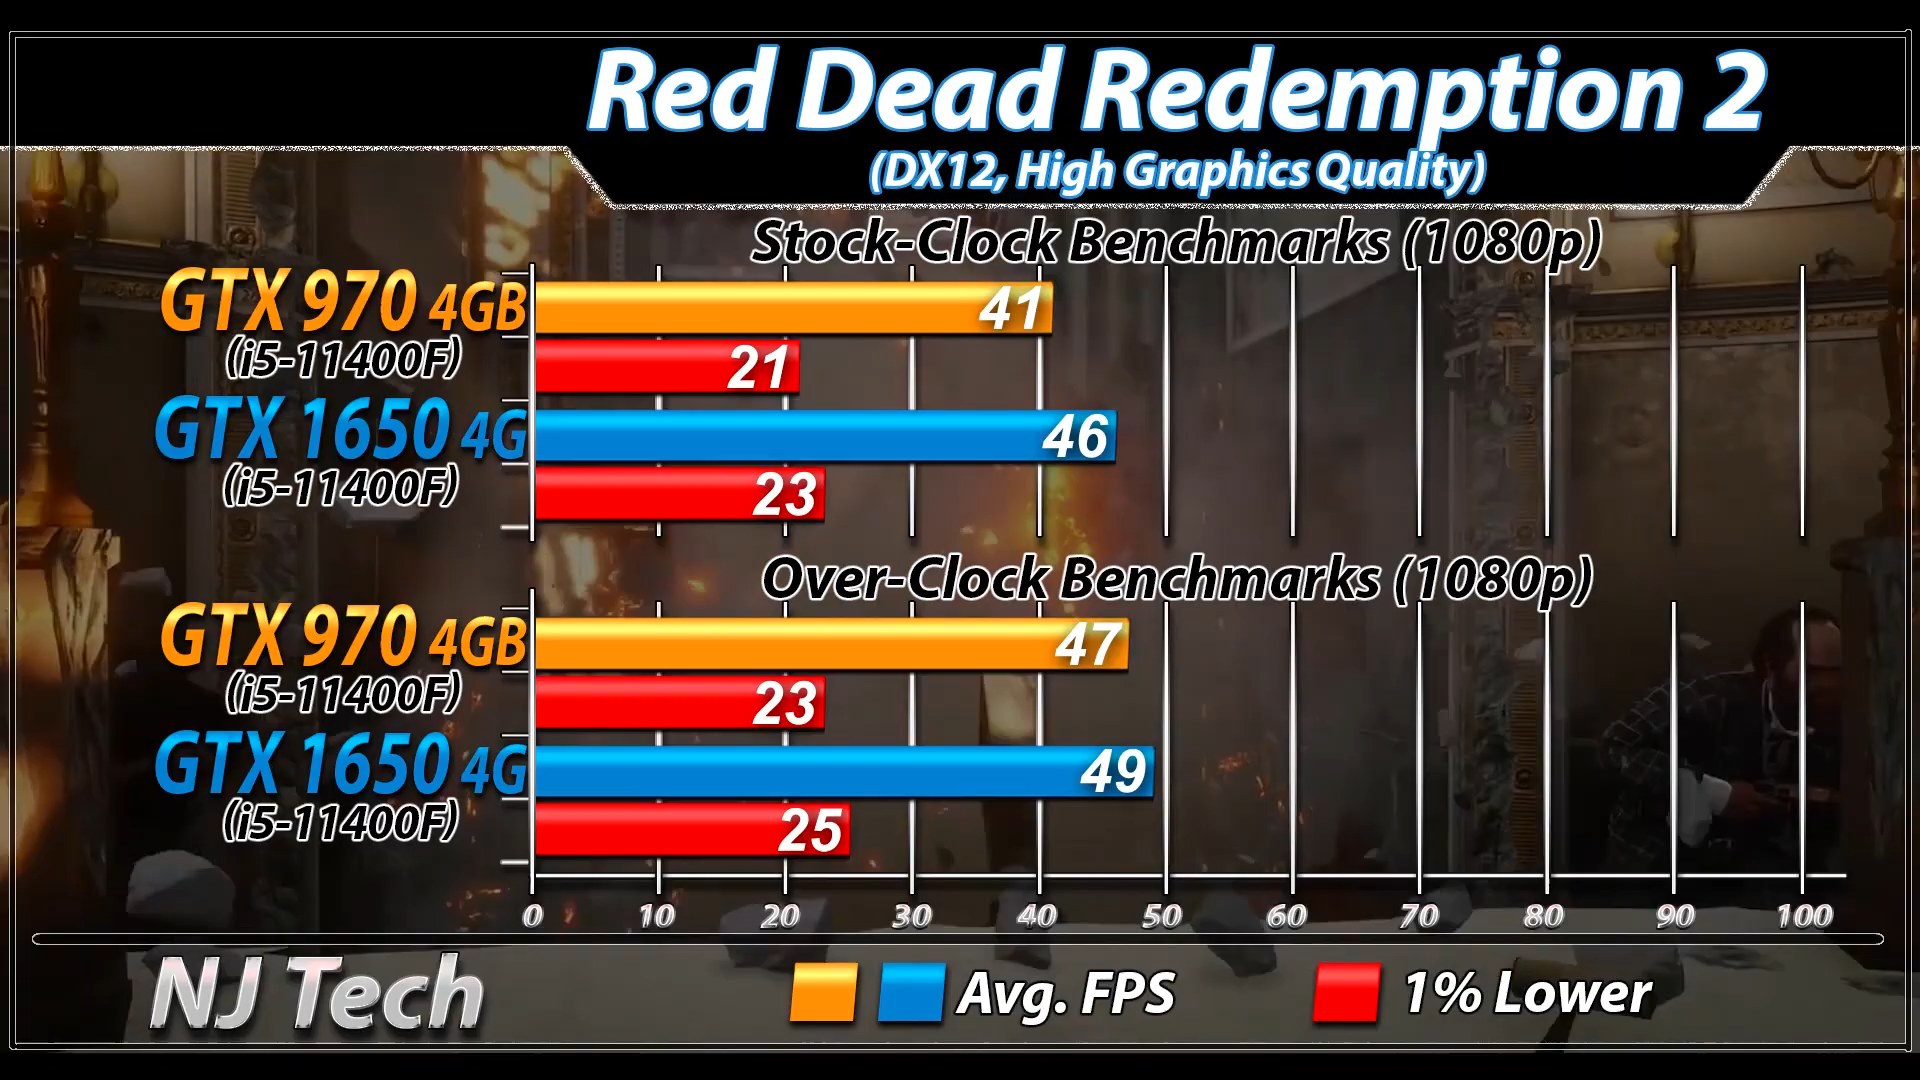 Red Dead Redemption 2
(DX12, High Graphics Quality)
Stock-Clock Benchmarks (1080p)
GTX 970 4GB
41
(i5-11400F)
21
GTX 1650 4G
46
(i5-11400F)
23
Over-Clock Benchmarks (1080p)
GTX 970 4GB
47
(i5-11400F)
23
GTX 1650 4G
49
(i5-11400F)
25
0 10 20 30 40 50 60 70 80 90 100
NJ Tech
Avg. FPS
1% Lower